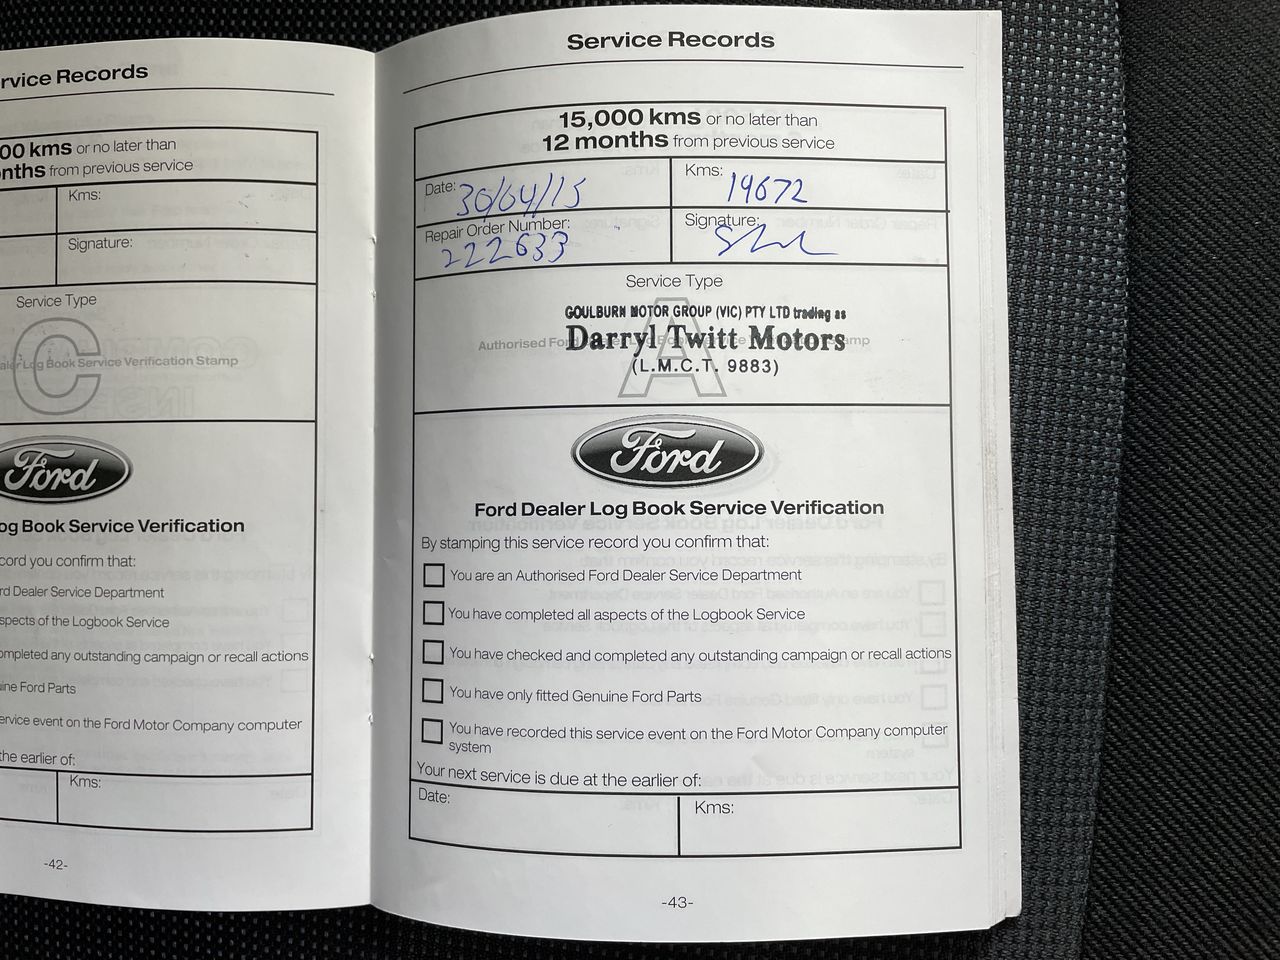 rvice Records
00 kms or no later than
nths from previous service
Kms:
Signature:
Service Type
C
aler Log Book Service Verification Stamp
Ford
og Book Service Verification
cord you confirm that:
rd Dealer Service Department
spects of the Logbook Service
ompleted any outstanding campaign or recall actions
ine Ford Parts
ervice event on the Ford Motor Company computer
the earlier of:
Kms:
-42-
Service Records
15,000 kms or no later than
12 months from previous service
Date: 30/04/15
Kms: 19672
Repair Order Number: 222633
Signature:
Service Type
GOULBURN MOTOR GROUP (VIC) PTY LTD trading as
Darryl Twitt Motors
(L.M.C.T. 9883)
A
Ford
Ford Dealer Log Book Service Verification
By stamping this service record you confirm that:
You are an Authorised Ford Dealer Service Department
You have completed all aspects of the Logbook Service
You have checked and completed any outstanding campaign or recall actions
You have only fitted Genuine Ford Parts
You have recorded this service event on the Ford Motor Company computer
system
Your next service is due at the earlier of:
Date:
Kms:
-43-